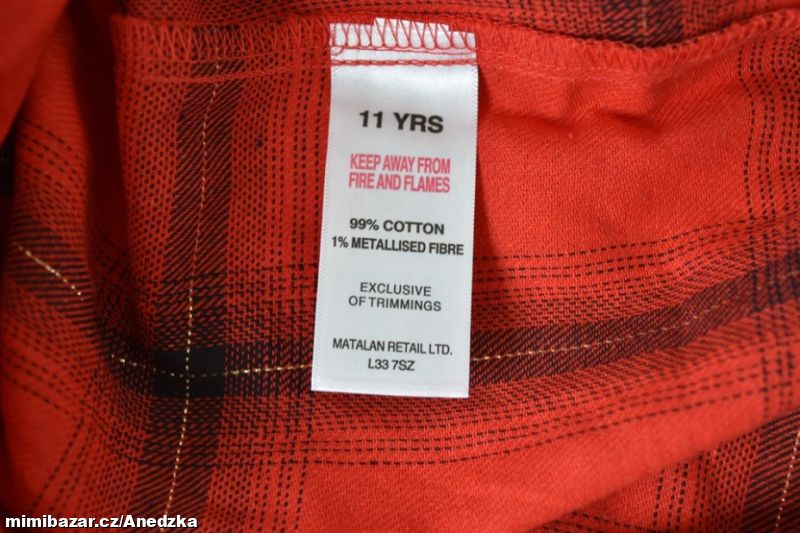 11 YRS
KEEP AWAY FROM
FIRE AND FLAMES
99% COTTON
1% METALLISED FIBRE
EXCLUSIVE
OF TRIMMINGS
MATALAN RETAIL LTD.
L33 7SZ
mimibazar.cz/Anedzka